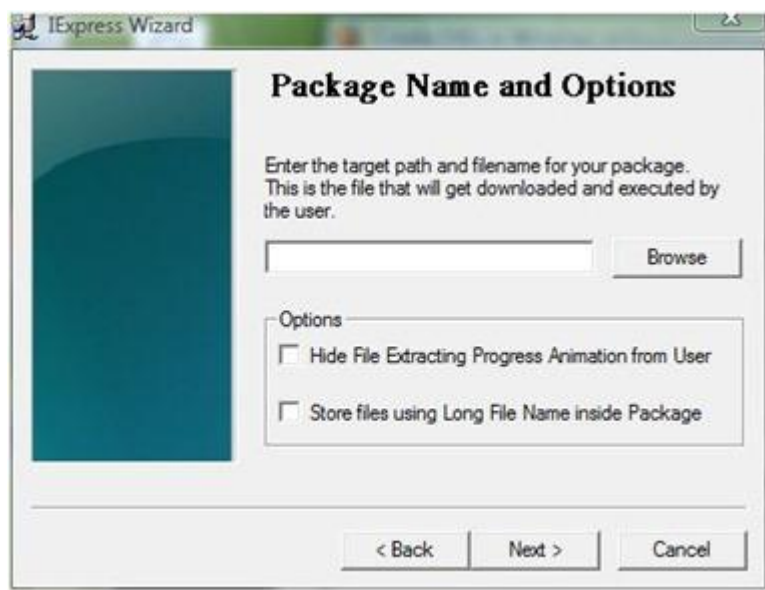 IExpress Wizard
Package Name and Options
Enter the target path and filename for your package.
This is the file that will get downloaded and executed by
the user.
Browse
Options
Hide File Extracting Progress Animation from User
Store files using Long File Name inside Package
< Back
Next >
Cancel